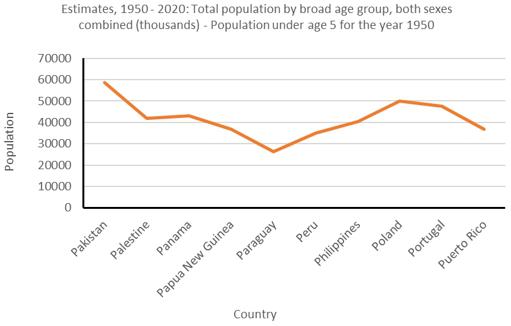 Estimates, 1950 - 2020: Total population by broad age group, both sexes
combined (thousands) - Population under age 5 for the year 1950
70000
60000
50000
40000
30000
20000
10000
0
Population
Pakistan
Palestine
Panama
Papua New Guinea
Paraguay
Peru
Philippines
Poland
Portugal
Puerto Rico
Country